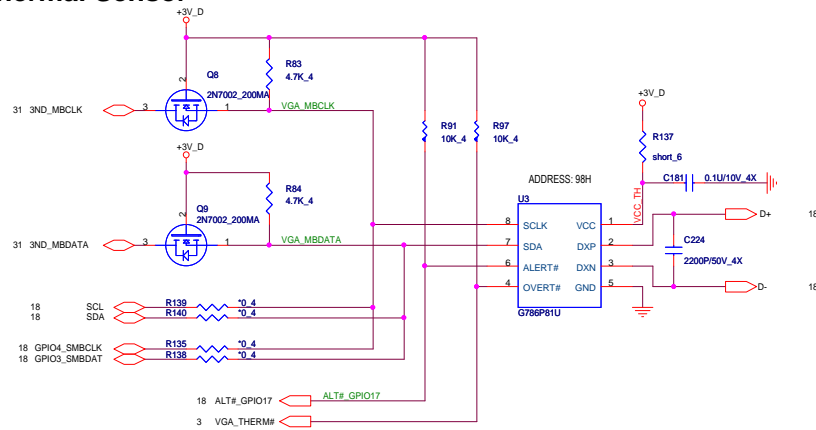 +3V_D
Q8
R83
4.7K_4
2
2N7002_200MA
31 3ND_MBCLK
3
1
VGA_MBCLK
+3V_D
R91
10K_4
R97
10K_4
+3V_D
R137
short_6
ADDRESS: 98H
C181
0.1U/10V_4X
VCC_TH
2
Q9
2N7002_200MA
R84
4.7K_4
U3
8 SCLK VCC 1
D+
18
31 3ND_MBDATA
3
1
VGA_MBDATA
7 SDA DXP 2
C224
2200P/50V_4X
6 ALERT# DXN 3
4 OVERT# GND 5
D-
18
G786P81U
18 SCL R139 *0_4
18 SDA R140 *0_4
18 GPIO4_SMBCLK R135 *0_4
18 GPIO3_SMBDAT R138 *0_4
18 ALT#_GPIO17
ALT#_GPIO17
3 VGA_THERM#